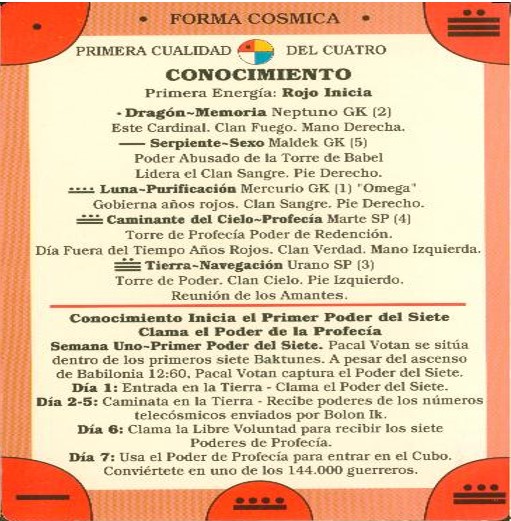 • FORMA COSMICA •
PRIMERA CUALIDAD DEL CUATRO
CONOCIMIENTO
Primera Energía: Rojo Inicia
Dragón~Memoria Neptuno GK (2)
Este Cardinal. Clan Fuego. Mano Derecha.
Serpiente~Sexo Maldek GK (5)
Poder Abusado de la Torre de Babel
Lidera el Clan Sangre. Pie Derecho.
Luna~Purificación Mercurio GK (1) "Omega"
Gobierna años rojos. Clan Sangre. Pie Derecho.
Caminante del Cielo~Profecía Marte SP (4)
Torre de Profecía Poder de Redención.
Día Fuera del Tiempo Años Rojos. Clan Verdad. Mano Izquierda.
Tierra~Navegación Urano SP (3)
Torre de Poder. Clan Cielo. Pie Izquierdo.
Reunión de los Amantes.
Conocimiento Inicia el Primer Poder del Siete
Clama el Poder de la Profecía
Semana Uno~Primer Poder del Siete. Pacal Votan se sitúa
dentro de los primeros siete Baktunes. A pesar del ascenso
de Babilonia 12:60, Pacal Votan captura el Poder del Siete.
Día 1: Entrada en la Tierra - Clama el Poder del Siete.
Día 2-5: Caminata en la Tierra - Recibe poderes de los números
telecósmicos enviados por Bolon Ik.
Día 6: Clama la Libre Voluntad para recibir los siete
Poderes de Profecía.
Día 7: Usa el Poder de Profecía para entrar en el Cubo.
Conviértete en uno de los 144.000 guerreros.